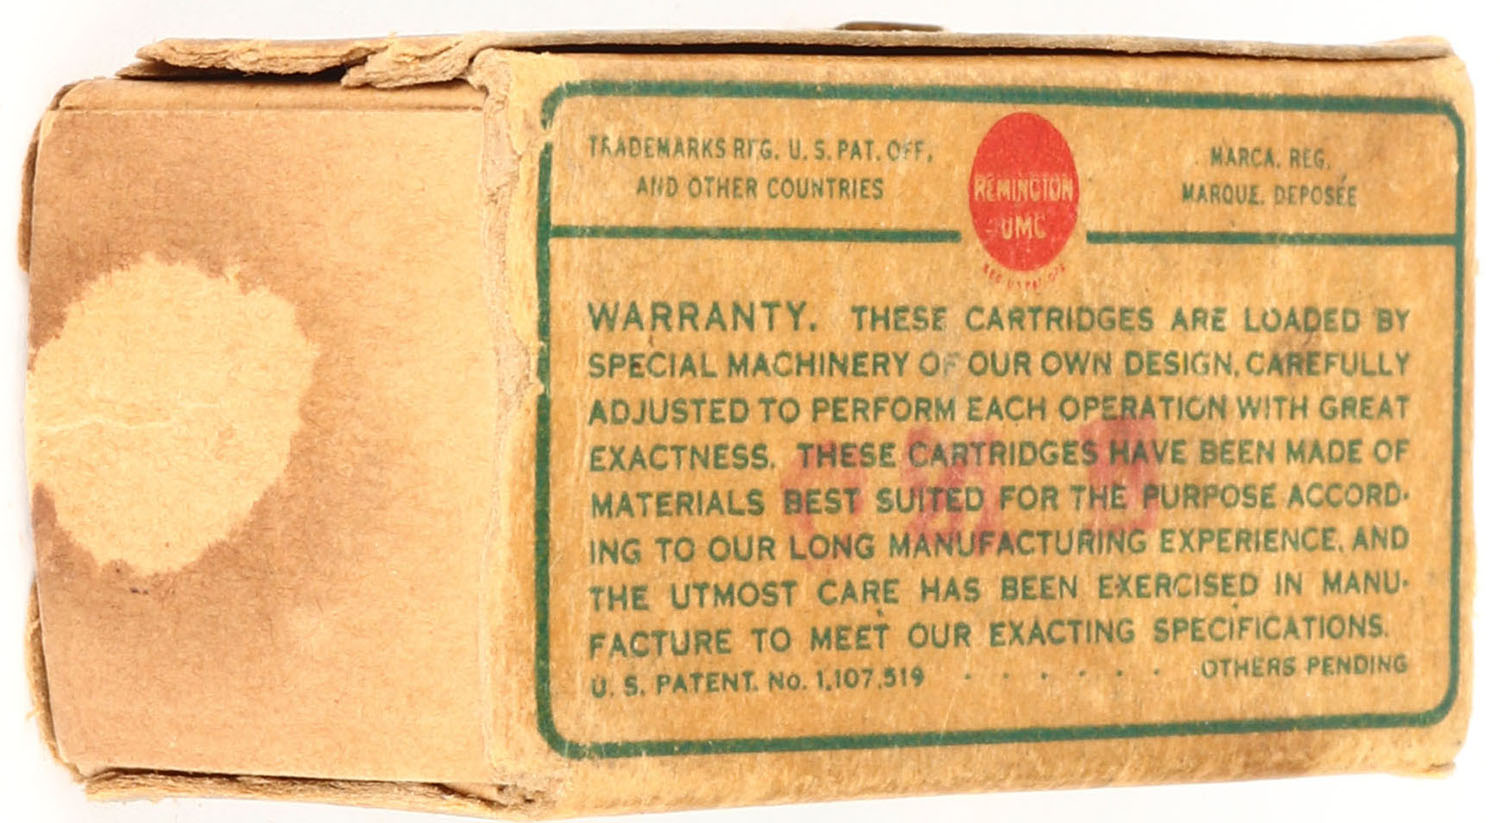 TRADEMARKS REG. U. S. PAT. OFF.
AND OTHER COUNTRIES
REMINGTON
UMC
MARCA. REG.
MARQUE. DEPOSÉE
WARRANTY. THESE CARTRIDGES ARE LOADED BY
SPECIAL MACHINERY OF OUR OWN DESIGN, CAREFULLY
ADJUSTED TO PERFORM EACH OPERATION WITH GREAT
EXACTNESS. THESE CARTRIDGES HAVE BEEN MADE OF
MATERIALS BEST SUITED FOR THE PURPOSE ACCORD-
ING TO OUR LONG MANUFACTURING EXPERIENCE, AND
THE UTMOST CARE HAS BEEN EXERCISED IN MANU-
FACTURE TO MEET OUR EXACTING SPECIFICATIONS.
U. S. PATENT. No. 1,107,519 . . . . . . OTHERS PENDING